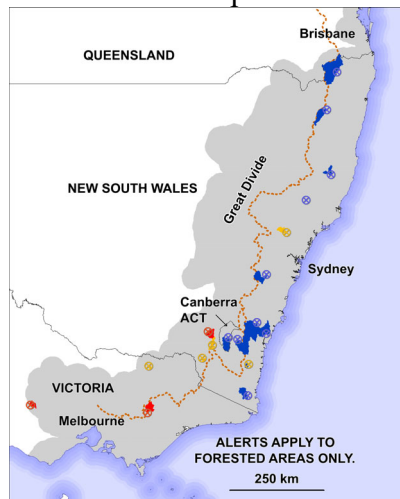 Brisbane
QUEENSLAND
NEW SOUTH WALES
Great Divide
Sydney
Canberra
ACT
VICTORIA
Melbourne
ALERTS APPLY TO
FORESTED AREAS ONLY.
250 km